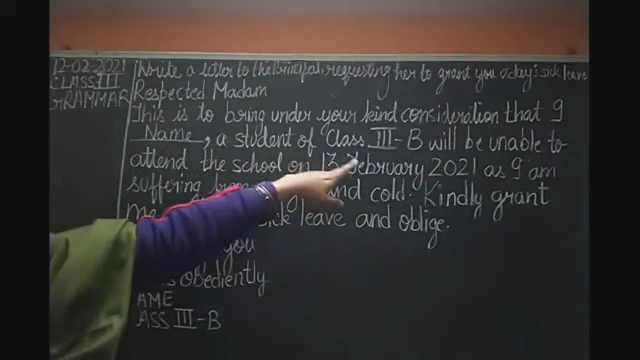 12-02-2021
CLASS III
GRAMMAR
Write a letter to the Principal requesting her to grant you a day's sick leave
Respected Madam
This is to bring under your kind consideration that I
Name, a student of Class III-B will be unable to
attend the school on 13 February 2021 as I am
suffering and cold. Kindly grant
me sick leave and oblige.
you
s obediently
AME
ASS III-B